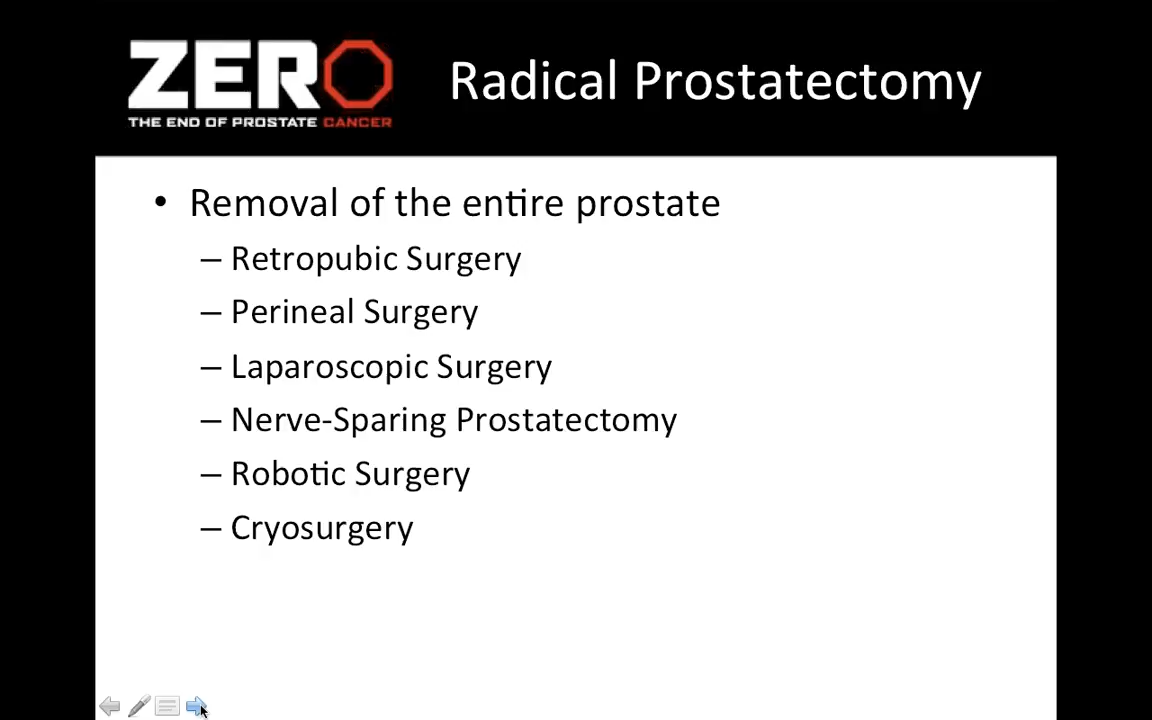 ZERO
THE END OF PROSTATE CANCER
Radical Prostatectomy
• Removal of the entire prostate
– Retropubic Surgery
– Perineal Surgery
– Laparoscopic Surgery
– Nerve-Sparing Prostatectomy
– Robotic Surgery
– Cryosurgery